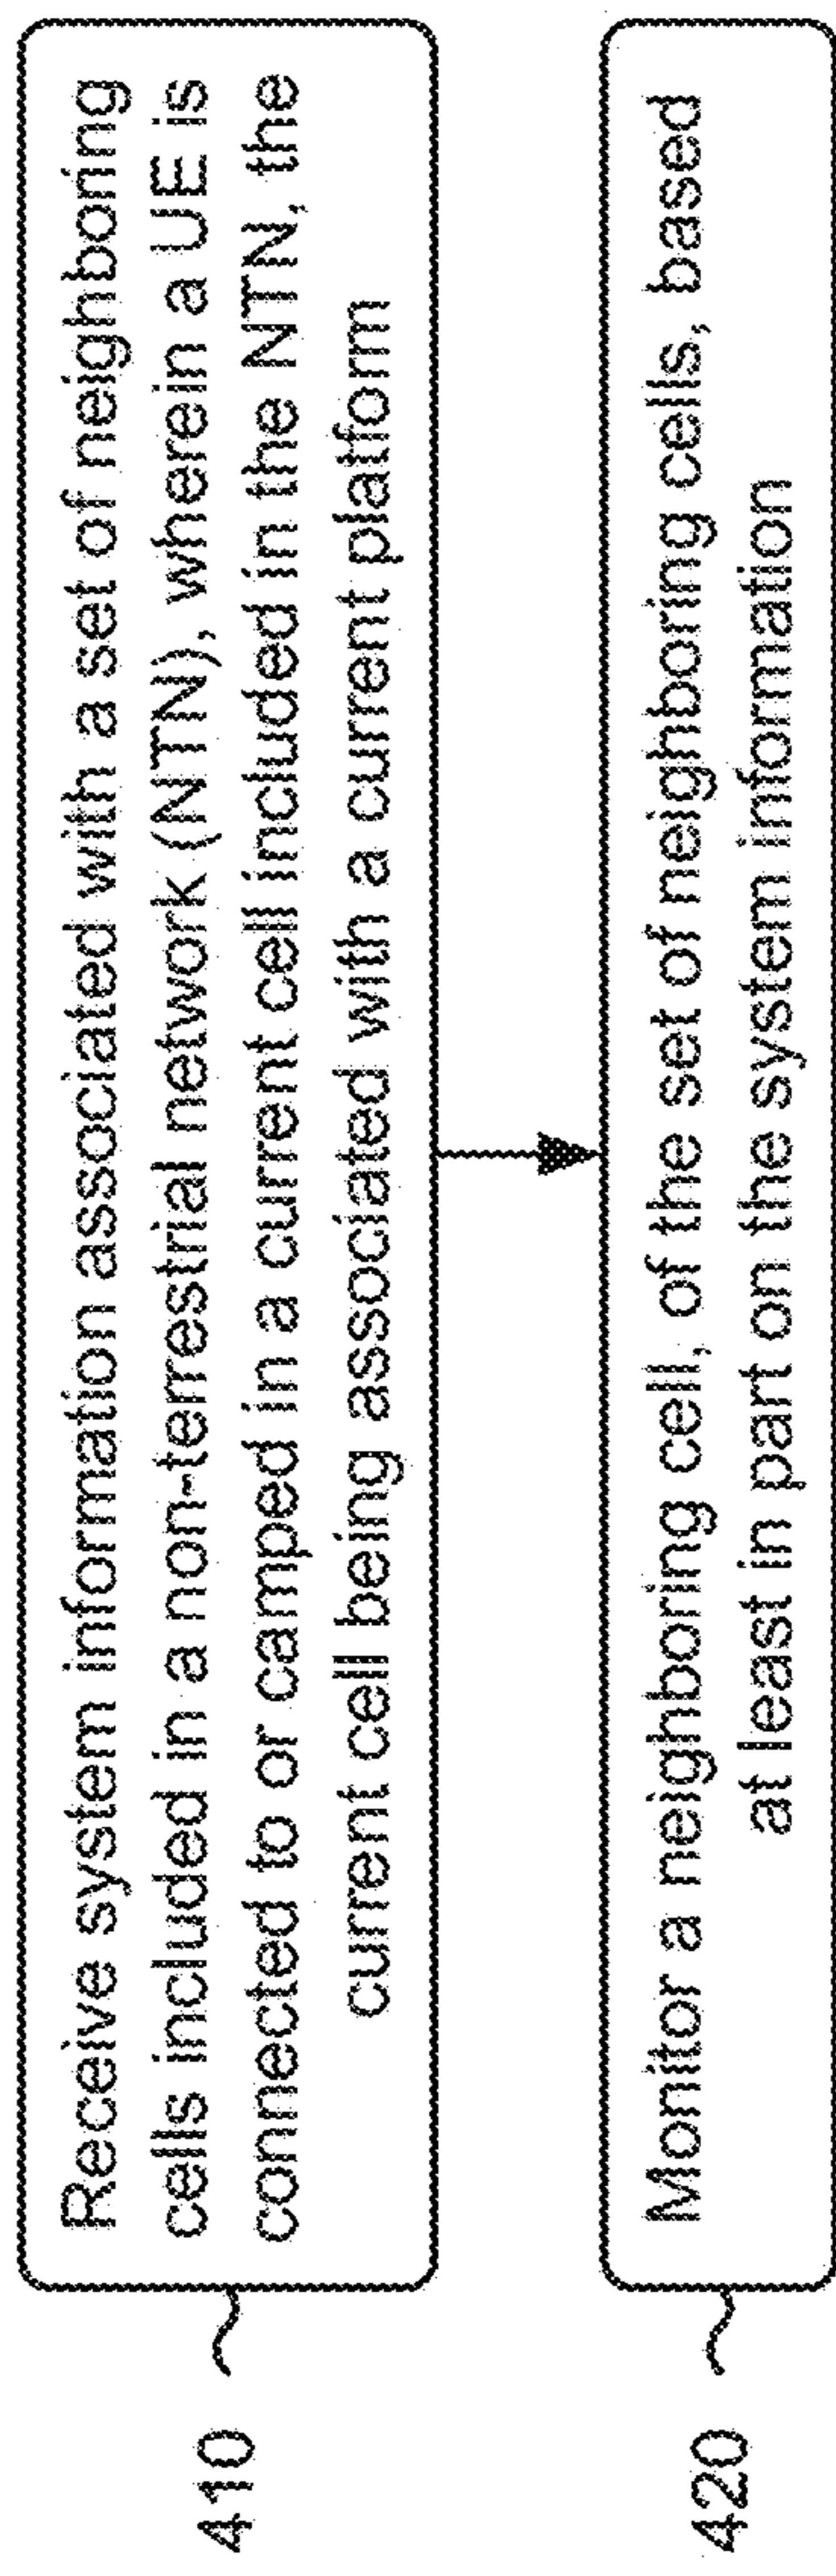 410
Receive system information associated with a set of neighboring
cells included in a non-terrestrial network (NTN), wherein a UE is
connected to or camped in a current cell included in the NTN, the
current cell being associated with a current platform
420
Monitor a neighboring cell, of the set of neighboring cells, based
at least in part on the system information